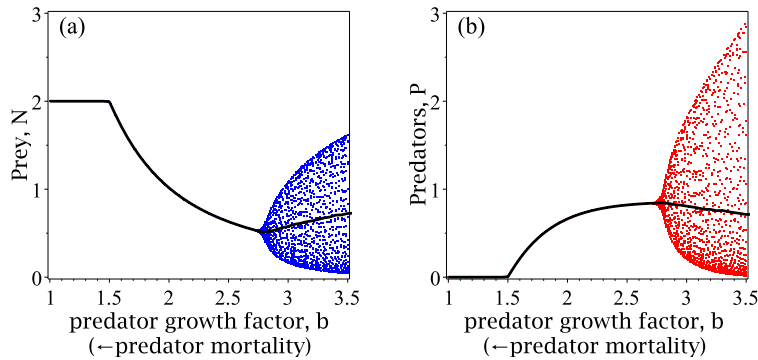 (a)
3
2
1
0
Prey, N
1 1.5 2 2.5 3 3.5
predator growth factor, b
(←predator mortality)
(b)
3
2
1
0
Predators, P
1 1.5 2 2.5 3 3.5
predator growth factor, b
(←predator mortality)